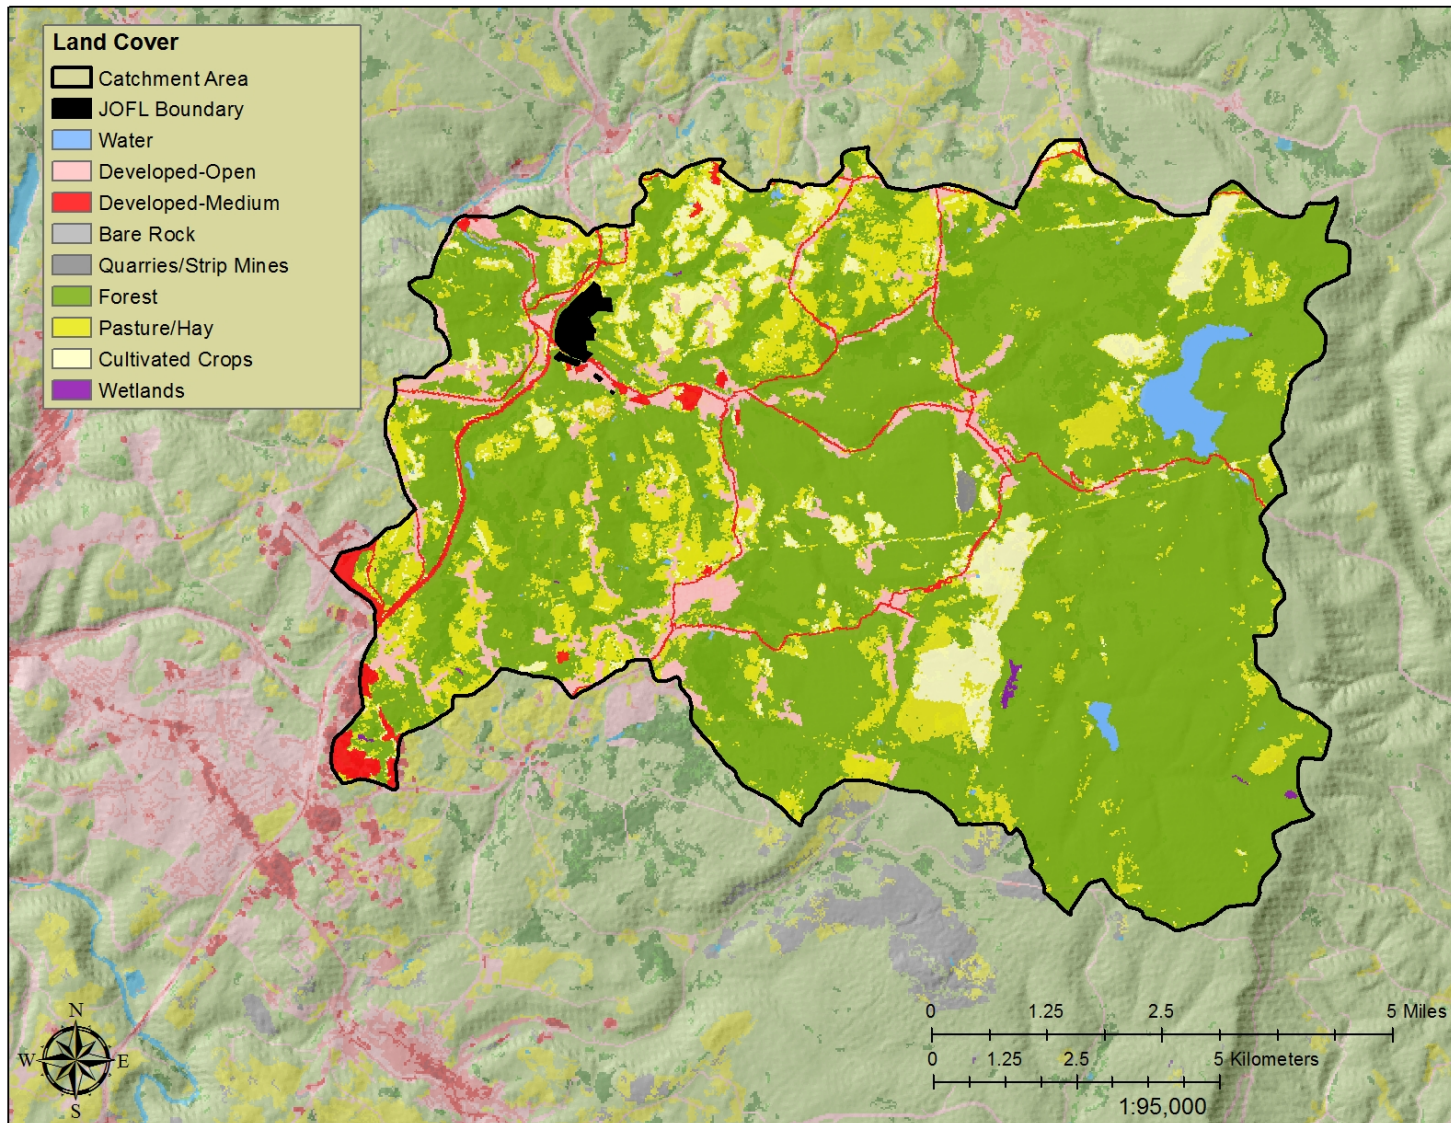 Land Cover
Catchment Area
JOFL Boundary
Water
Developed-Open
Developed-Medium
Bare Rock
Quarries/Strip Mines
Forest
Pasture/Hay
Cultivated Crops
Wetlands
N
W E
S
0 1.25 2.5 5 Miles
0 1.25 2.5 5 Kilometers
1:95,000